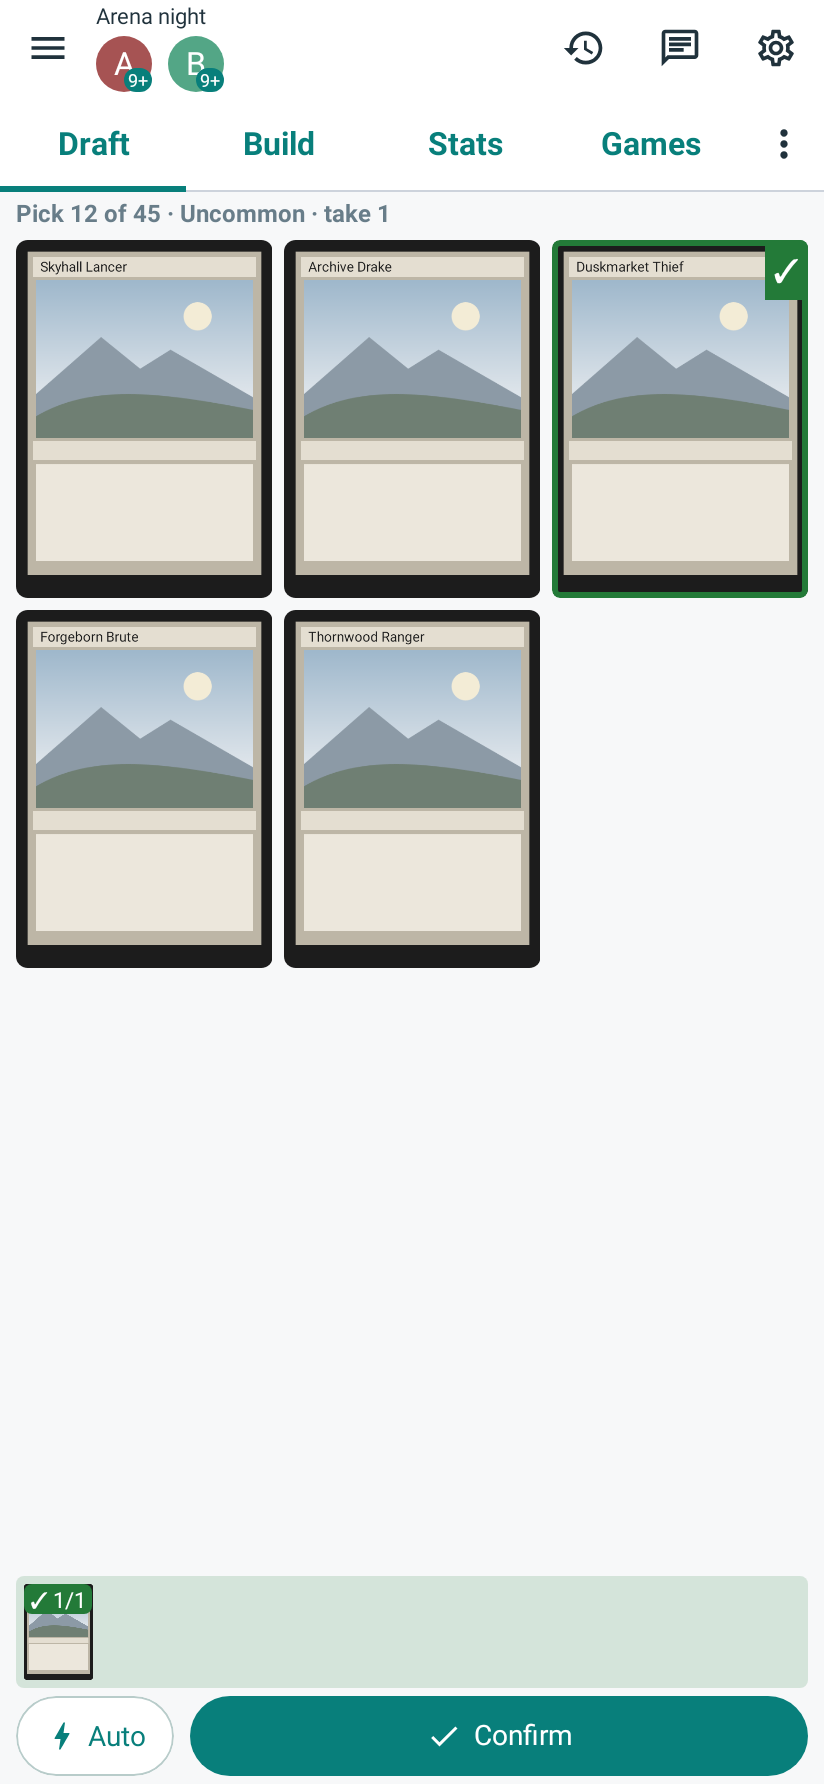 Arena night
A 9+ B 9+
Draft Build Stats Games
Pick 12 of 45 · Uncommon · take 1
Skyhall Lancer Archive Drake Duskmarket Thief
Forgeborn Brute Thornwood Ranger
✓ 1/1
Auto Confirm